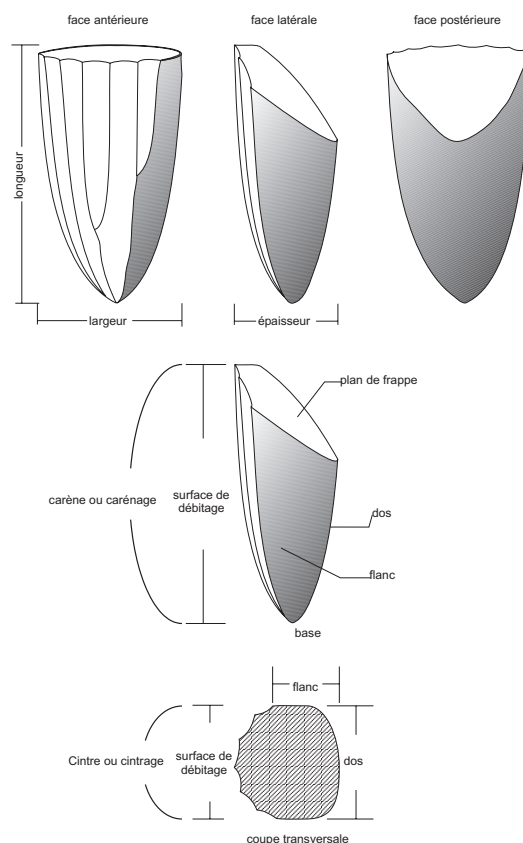 face antérieure
face latérale
face postérieure
longueur
largeur
épaisseur
plan de frappe
carène ou carénage
surface de
débitage
dos
flanc
base
flanc
Cintre ou cintrage
surface de
débitage
dos
coupe transversale